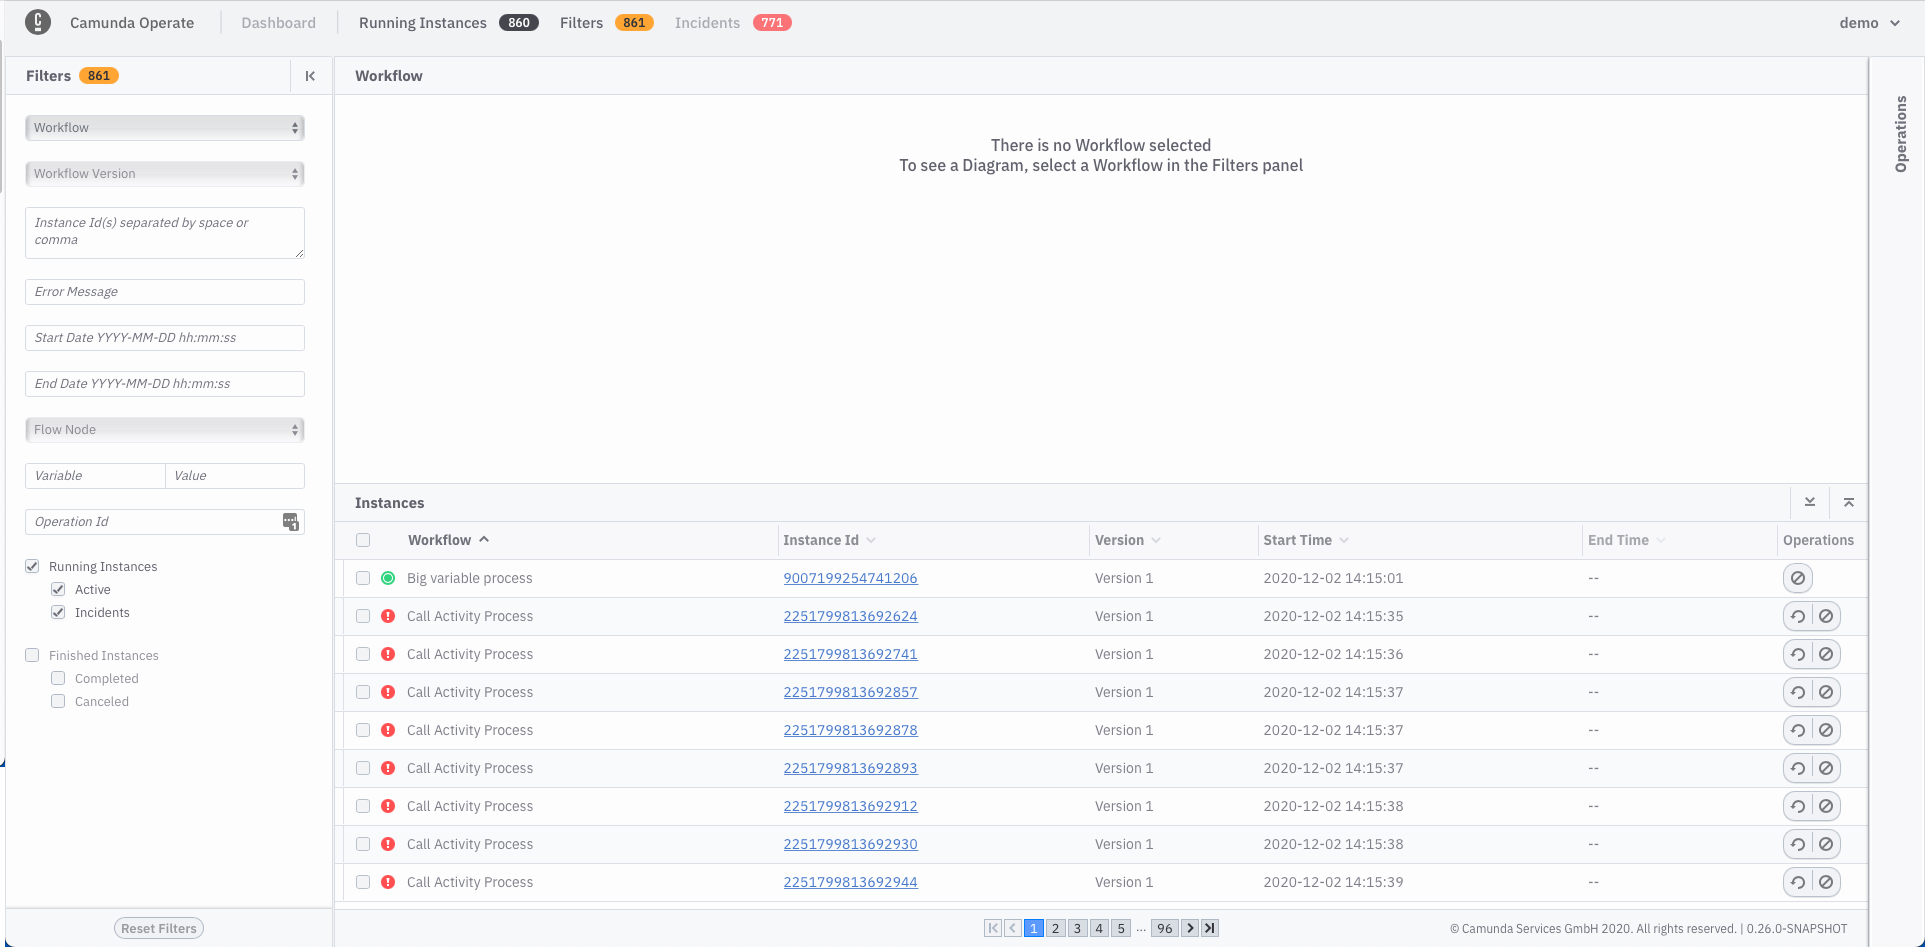 Camunda Operate Dashboard Running Instances 860 Filters 861 Incidents 771 demo
Filters 861
Workflow
Workflow Version
Instance Id(s) separated by space or
comma
Error Message
Start Date YYYY-MM-DD hh:mm:ss
End Date YYYY-MM-DD hh:mm:ss
Flow Node
Variable Value
Operation Id
Running Instances
Active
Incidents
Finished Instances
Completed
Canceled
Reset Filters
Workflow
There is no Workflow selected
To see a Diagram, select a Workflow in the Filters panel
Instances
Workflow Instance Id Version Start Time End Time Operations
Big variable process 9007199254741206 Version 1 2020-12-02 14:15:01 --
Call Activity Process 2251799813692624 Version 1 2020-12-02 14:15:35 --
Call Activity Process 2251799813692741 Version 1 2020-12-02 14:15:36 --
Call Activity Process 2251799813692857 Version 1 2020-12-02 14:15:37 --
Call Activity Process 2251799813692878 Version 1 2020-12-02 14:15:37 --
Call Activity Process 2251799813692893 Version 1 2020-12-02 14:15:37 --
Call Activity Process 2251799813692912 Version 1 2020-12-02 14:15:38 --
Call Activity Process 2251799813692930 Version 1 2020-12-02 14:15:38 --
Call Activity Process 2251799813692944 Version 1 2020-12-02 14:15:39 --
1 2 3 4 5 ... 96
© Camunda Services GmbH 2020. All rights reserved. | 0.26.0-SNAPSHOT
Operations